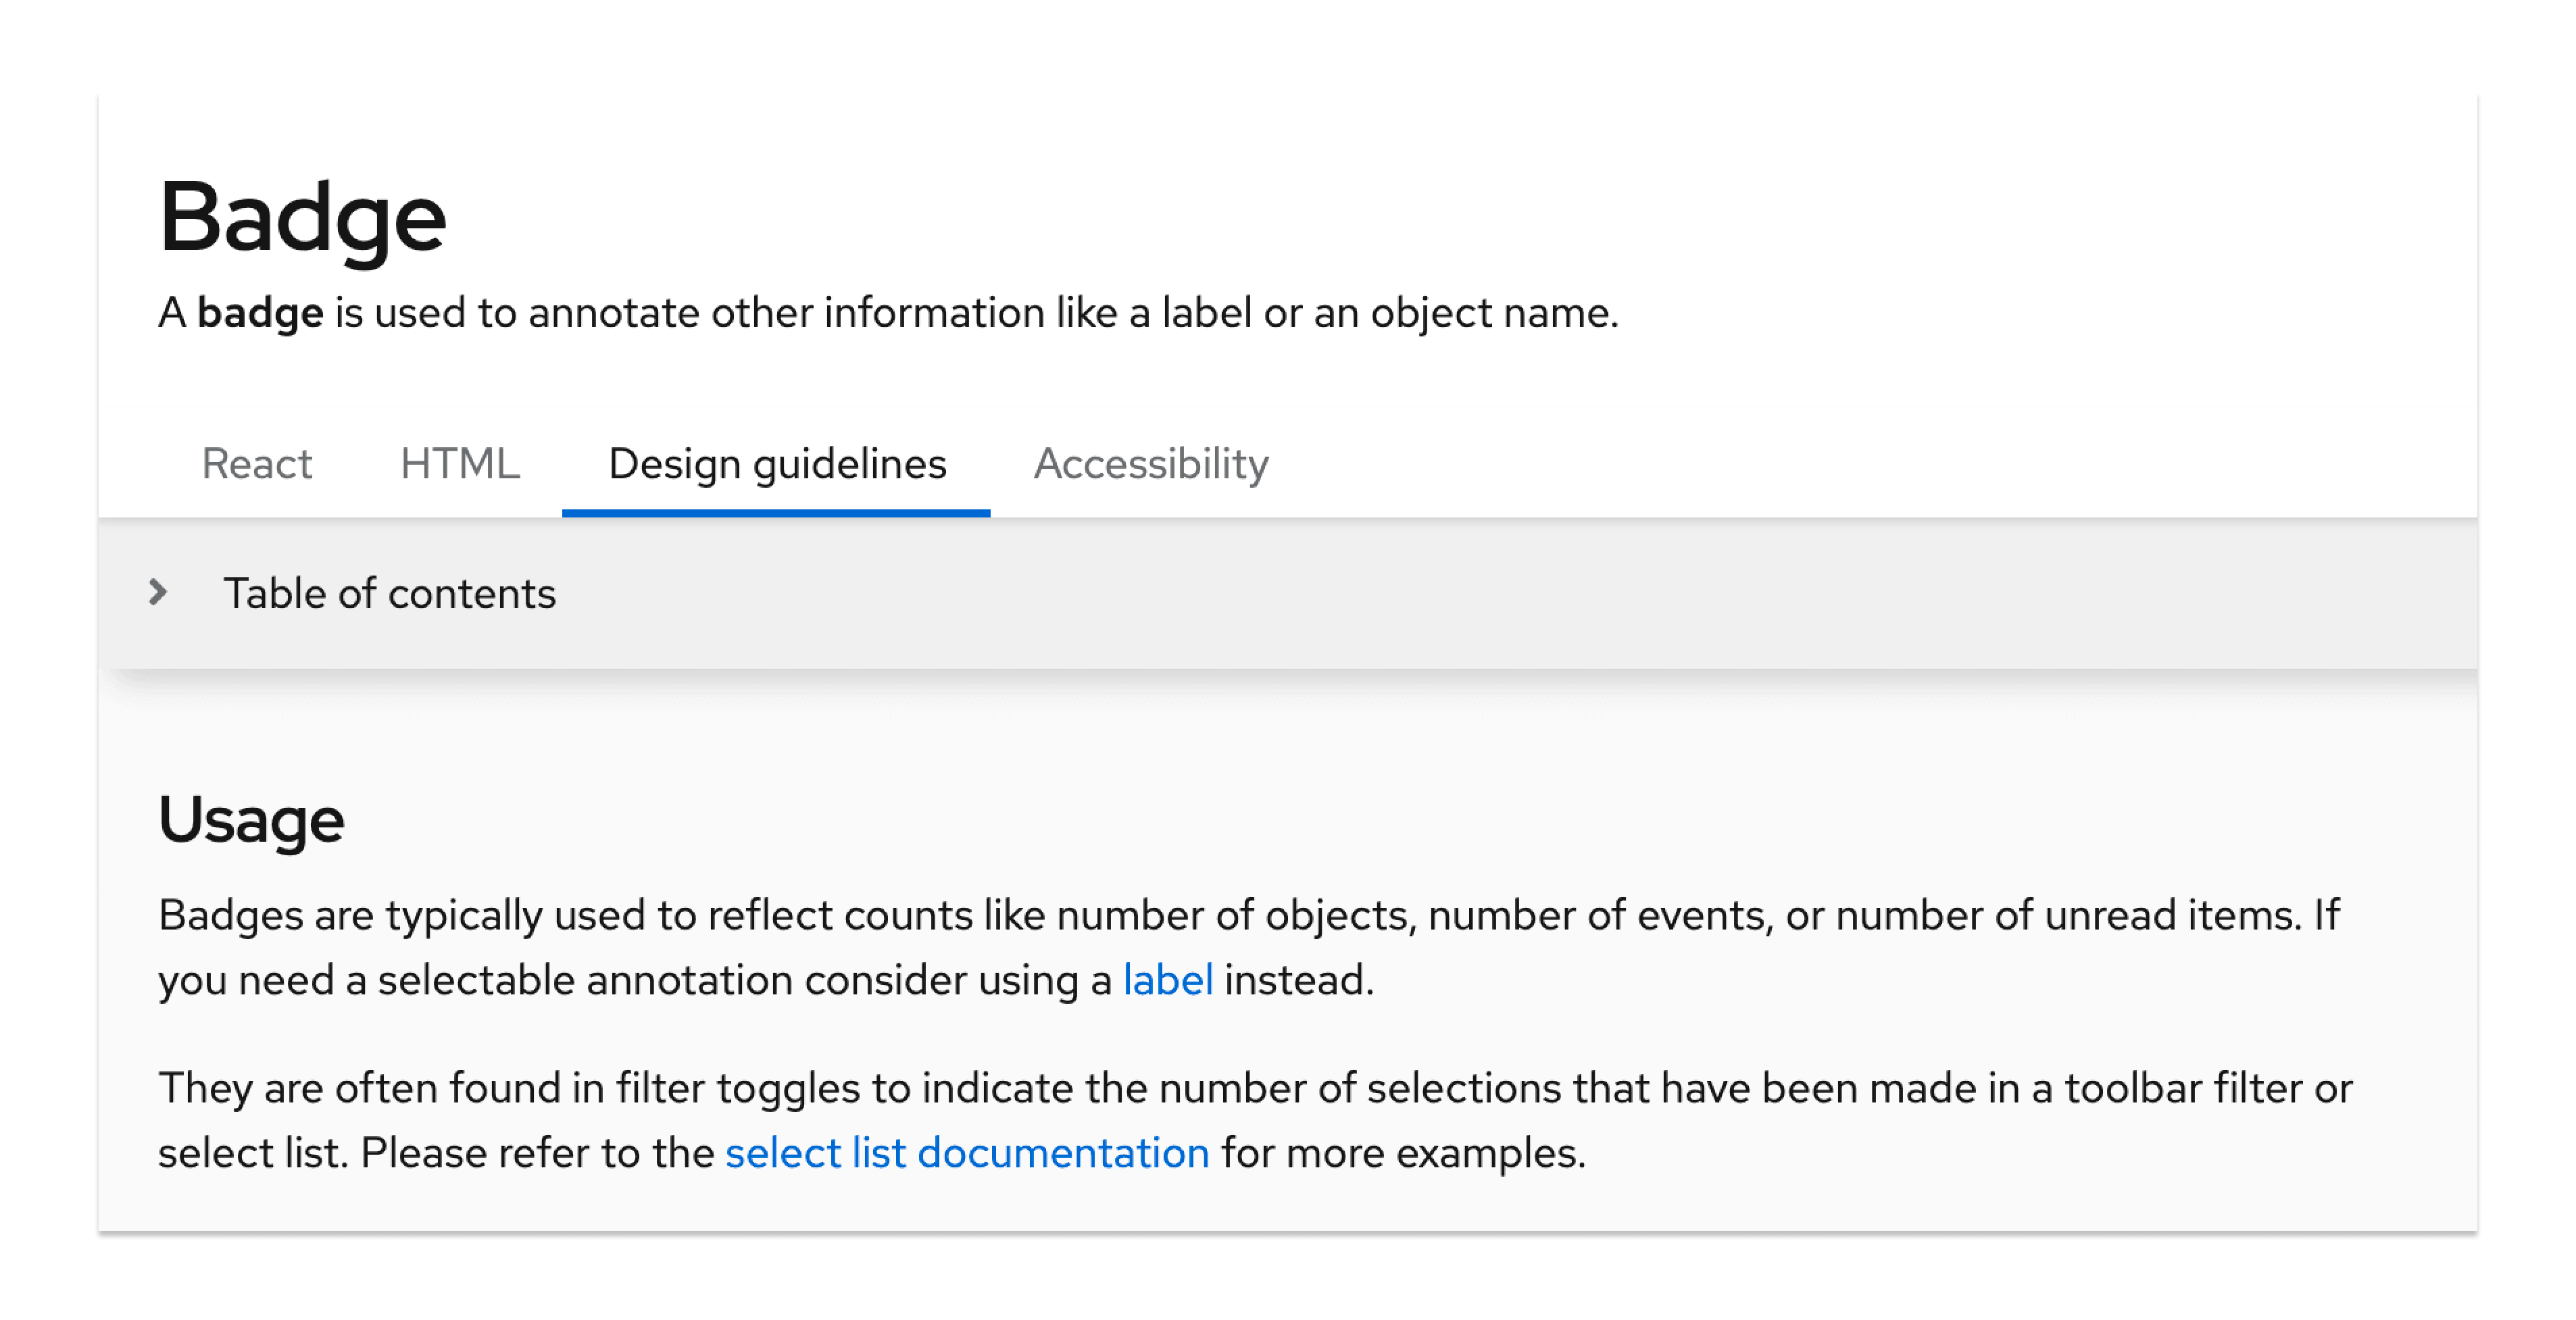 Badge
A badge is used to annotate other information like a label or an object name.
React HTML Design guidelines Accessibility
Table of contents
Usage
Badges are typically used to reflect counts like number of objects, number of events, or number of unread items. If
you need a selectable annotation consider using a label instead.
They are often found in filter toggles to indicate the number of selections that have been made in a toolbar filter or
select list. Please refer to the select list documentation for more examples.